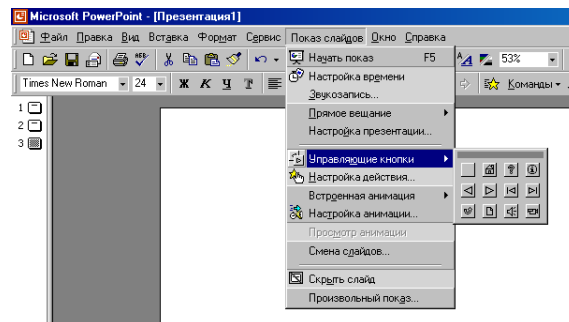 Microsoft PowerPoint - [Презентация1]
Файл Правка Вид Вставка Формат Сервис Показ слайдов Окно Справка
53%
Times New Roman 24 Ж К Ч Команды
Начать показ F5
Настройка времени
Звукозапись...
Прямое вещание
Настройка презентации...
Управляющие кнопки
Настройка действия...
Встроенная анимация
Настройка анимации...
Просмотр анимации
Смена слайдов...
Скрыть слайд
Произвольный показ...
1
2
3